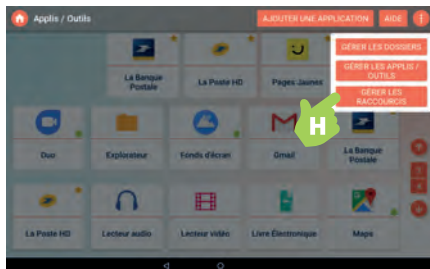 Applis / Outils
AJOUTER UNE APPLICATION
AIDE
GÉRER LES DOSSIERS
GÉRER LES APPLIS /
OUTILS
GÉRER LES
RACCOURCIS
La Banque
Postale
La Poste HD
Pages Jaunes
H
Duo
Explorateur
Fonds d'écran
Gmail
La Banque
Postale
La Poste HD
Lecteur audio
Lecteur vidéo
Livre Électronique
Maps